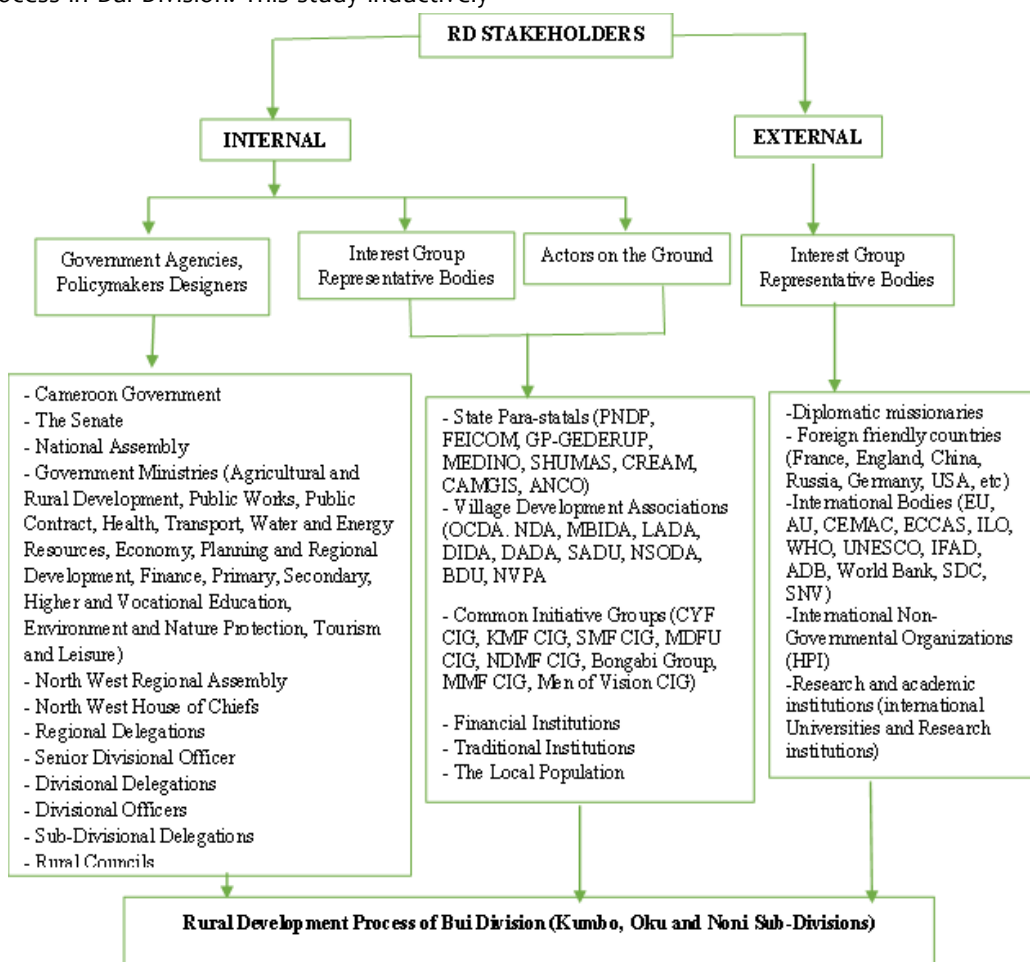 ocess in Bui Division. This study inductively
RD STAKEHOLDERS
INTERNAL
EXTERNAL
Government Agencies,
Policymakers Designers
Interest Group
Representative Bodies
Actors on the Ground
Interest Group
Representative Bodies
- Cameroon Government
- The Senate
- National Assembly
- Government Ministries (Agricultural and
Rural Development, Public Works, Public
Contract, Health, Transport, Water and Energy
Resources, Economy, Planning and Regional
Development, Finance, Primary, Secondary,
Higher and Vocational Education,
Environment and Nature Protection, Tourism
and Leisure)
- North West Regional Assembly
- North West House of Chiefs
- Regional Delegations
- Senior Divisional Officer
- Divisional Delegations
- Divisional Officers
- Sub-Divisional Delegations
- Rural Councils
- State Para-statals (PNDP,
FEICOM, GP-GEDERUP,
MEDINO, SHUMAS, CREAM,
CAMGIS, ANCO)
- Village Development Associations
(OCDA. NDA, MBIDA, LADA,
DIDA, DADA, SADU, NSODA,
BDU, NVPA
- Common Initiative Groups (CYF
CIG, KMF CIG, SMF CIG, MDFU
CIG, NDMF CIG, Bongabi Group,
MMF CIG, Men of Vision CIG)
- Financial Institutions
- Traditional Institutions
- The Local Population
-Diplomatic missionaries
- Foreign friendly countries
(France, England, China,
Russia, Germany, USA, etc)
-International Bodies (EU,
AU, CEMAC, ECCAS, ILO,
WHO, UNESCO, IFAD,
ADB, World Bank, SDC,
SNV)
-International Non-
Governmental Organizations
(HPI)
-Research and academic
institutions (international
Universities and Research
institutions)
Rural Development Process of Bui Division (Kumbo, Oku and Noni Sub-Divisions)